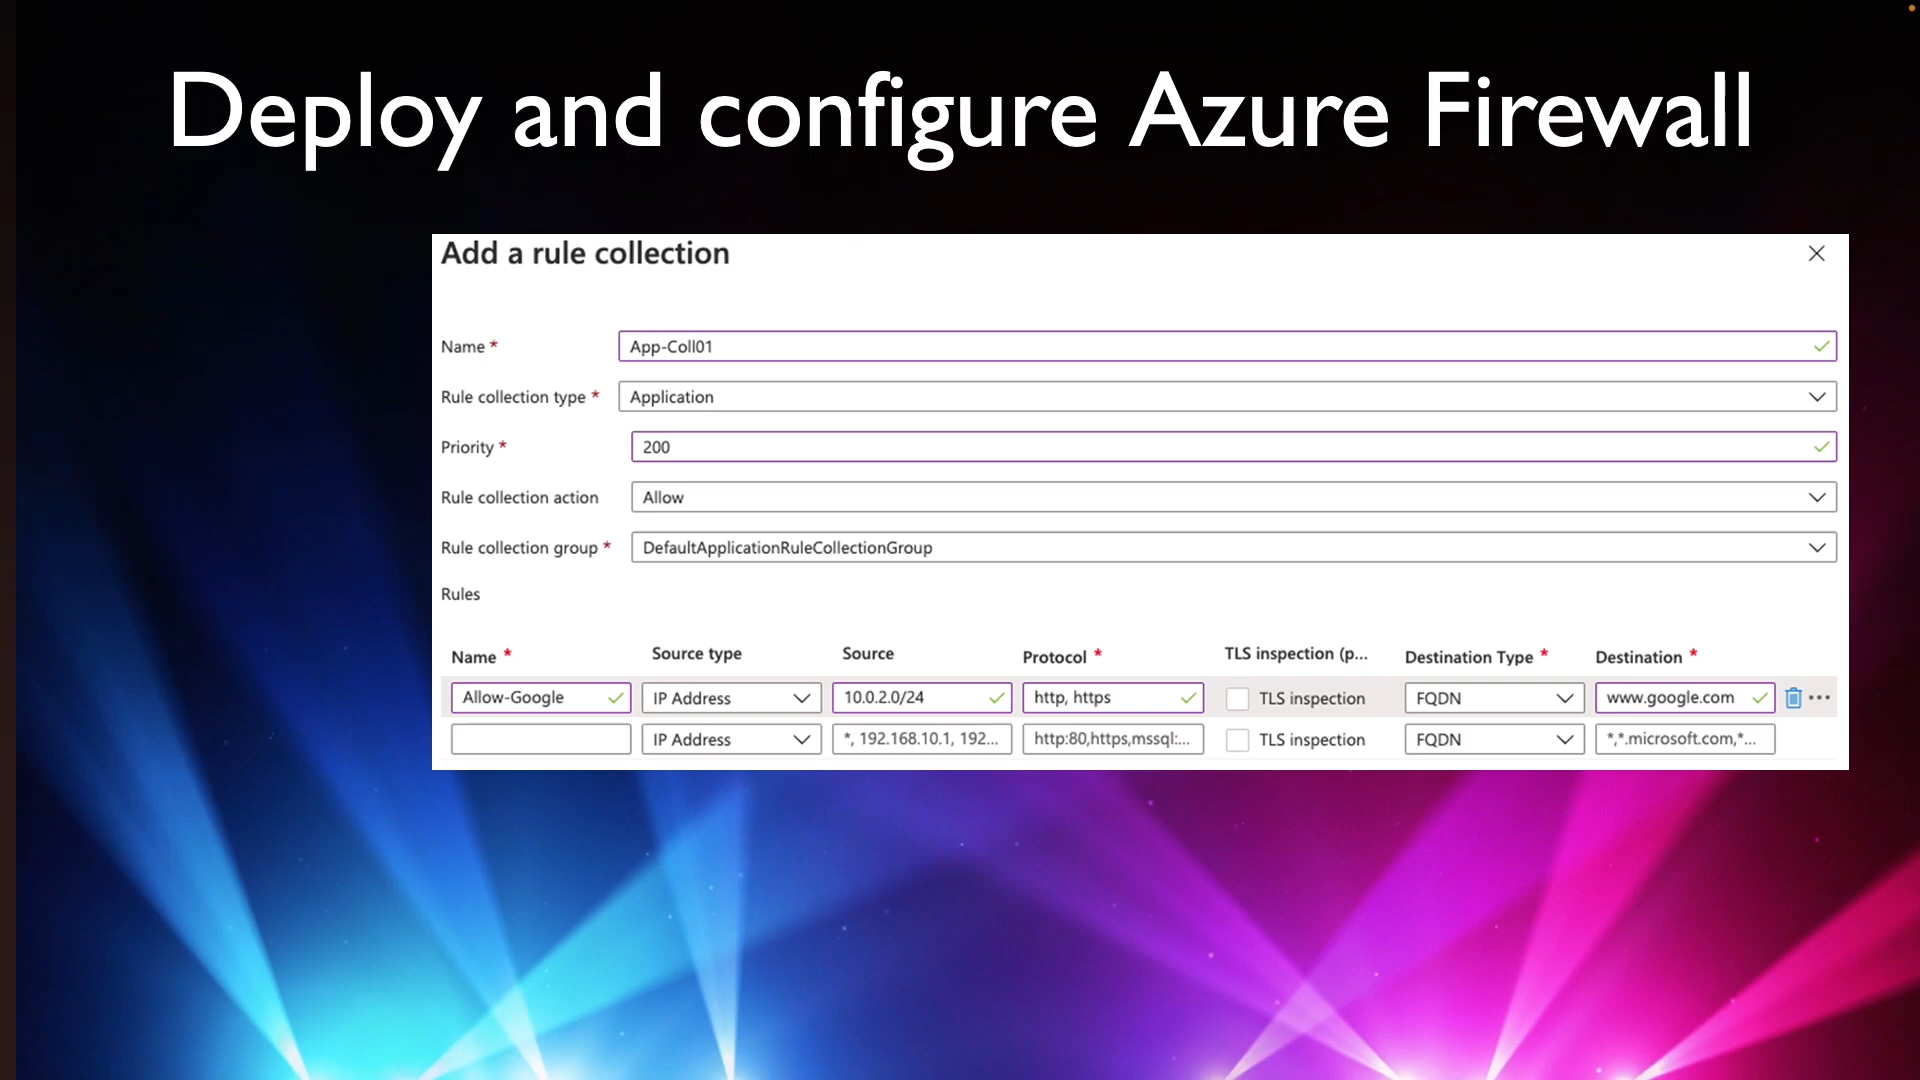 Deploy and configure Azure Firewall
Add a rule collection
Name * App-Coll01
Rule collection type * Application
Priority * 200
Rule collection action Allow
Rule collection group * DefaultApplicationRuleCollectionGroup
Rules
Name * Source type Source Protocol * TLS inspection (p... Destination Type * Destination *
Allow-Google IP Address 10.0.2.0/24 http, https TLS inspection FQDN www.google.com
IP Address *, 192.168.10.1, 192... http:80,https,mssql:... TLS inspection FQDN *,*.microsoft.com,*...